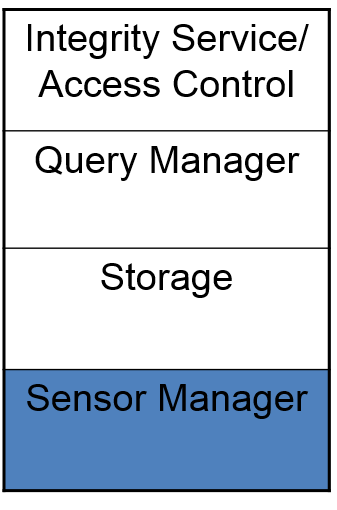 Integrity Service/
Access Control
Query Manager
Storage
Sensor Manager